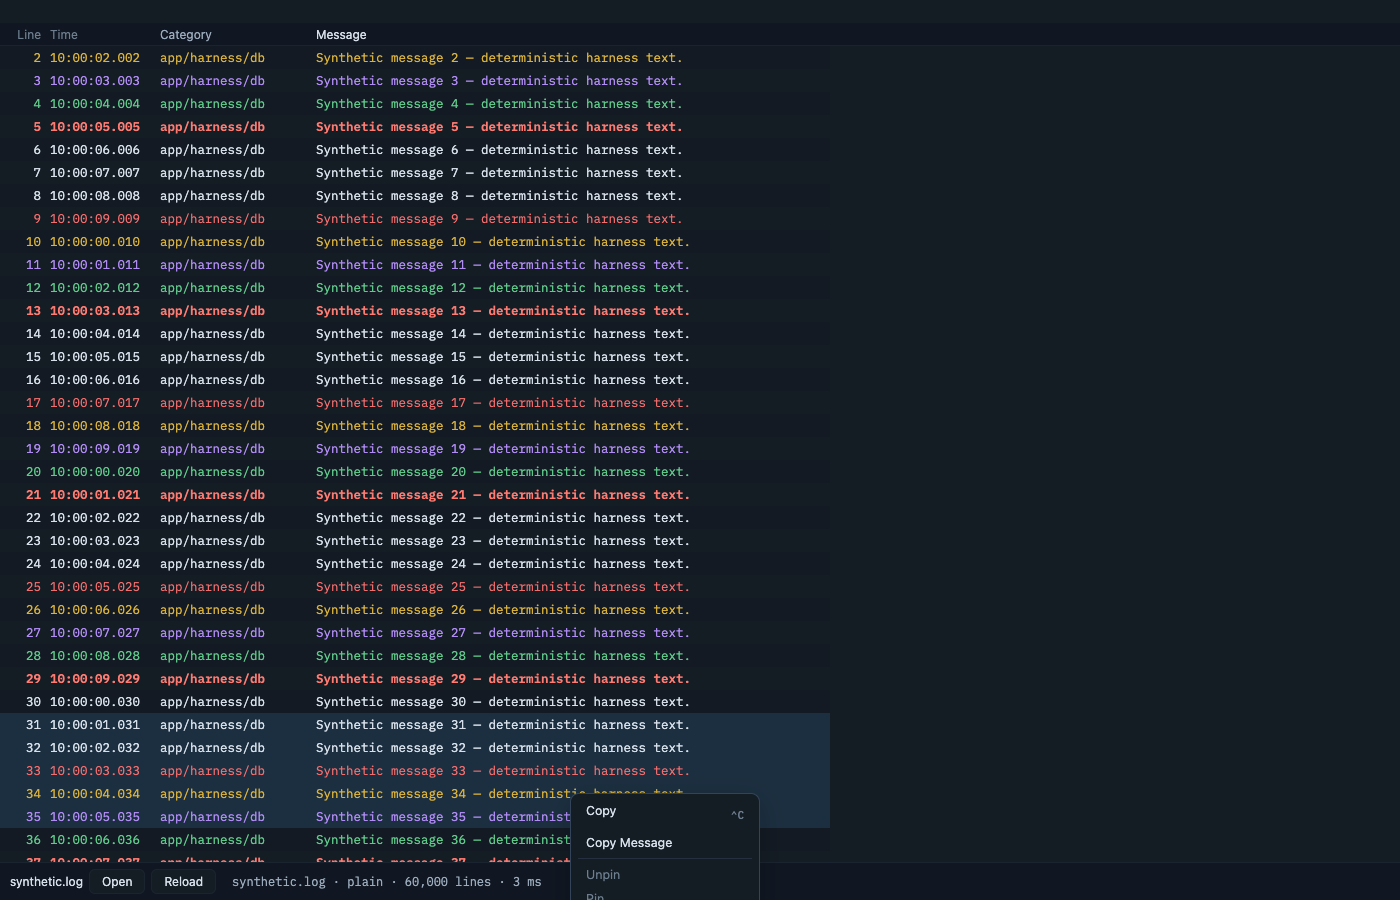 Line Time Category Message
2 10:00:02.002 app/harness/db Synthetic message 2 — deterministic harness text.
3 10:00:03.003 app/harness/db Synthetic message 3 — deterministic harness text.
4 10:00:04.004 app/harness/db Synthetic message 4 — deterministic harness text.
5 10:00:05.005 app/harness/db Synthetic message 5 — deterministic harness text.
6 10:00:06.006 app/harness/db Synthetic message 6 — deterministic harness text.
7 10:00:07.007 app/harness/db Synthetic message 7 — deterministic harness text.
8 10:00:08.008 app/harness/db Synthetic message 8 — deterministic harness text.
9 10:00:09.009 app/harness/db Synthetic message 9 — deterministic harness text.
10 10:00:00.010 app/harness/db Synthetic message 10 — deterministic harness text.
11 10:00:01.011 app/harness/db Synthetic message 11 — deterministic harness text.
12 10:00:02.012 app/harness/db Synthetic message 12 — deterministic harness text.
13 10:00:03.013 app/harness/db Synthetic message 13 — deterministic harness text.
14 10:00:04.014 app/harness/db Synthetic message 14 — deterministic harness text.
15 10:00:05.015 app/harness/db Synthetic message 15 — deterministic harness text.
16 10:00:06.016 app/harness/db Synthetic message 16 — deterministic harness text.
17 10:00:07.017 app/harness/db Synthetic message 17 — deterministic harness text.
18 10:00:08.018 app/harness/db Synthetic message 18 — deterministic harness text.
19 10:00:09.019 app/harness/db Synthetic message 19 — deterministic harness text.
20 10:00:00.020 app/harness/db Synthetic message 20 — deterministic harness text.
21 10:00:01.021 app/harness/db Synthetic message 21 — deterministic harness text.
22 10:00:02.022 app/harness/db Synthetic message 22 — deterministic harness text.
23 10:00:03.023 app/harness/db Synthetic message 23 — deterministic harness text.
24 10:00:04.024 app/harness/db Synthetic message 24 — deterministic harness text.
25 10:00:05.025 app/harness/db Synthetic message 25 — deterministic harness text.
26 10:00:06.026 app/harness/db Synthetic message 26 — deterministic harness text.
27 10:00:07.027 app/harness/db Synthetic message 27 — deterministic harness text.
28 10:00:08.028 app/harness/db Synthetic message 28 — deterministic harness text.
29 10:00:09.029 app/harness/db Synthetic message 29 — deterministic harness text.
30 10:00:00.030 app/harness/db Synthetic message 30 — deterministic harness text.
31 10:00:01.031 app/harness/db Synthetic message 31 — deterministic harness text.
32 10:00:02.032 app/harness/db Synthetic message 32 — deterministic harness text.
33 10:00:03.033 app/harness/db Synthetic message 33 — deterministic harness text.
34 10:00:04.034 app/harness/db Synthetic message 34 — deterministic harness text.
35 10:00:05.035 app/harness/db Synthetic message 35 — determinist
36 10:00:06.036 app/harness/db Synthetic message 36 — determinist
37 10:00:07.037 app/harness/db Synthetic message 37 — determinist
Copy ^C
Copy Message
Unpin
Pin
synthetic.log Open Reload synthetic.log · plain · 60,000 lines · 3 ms